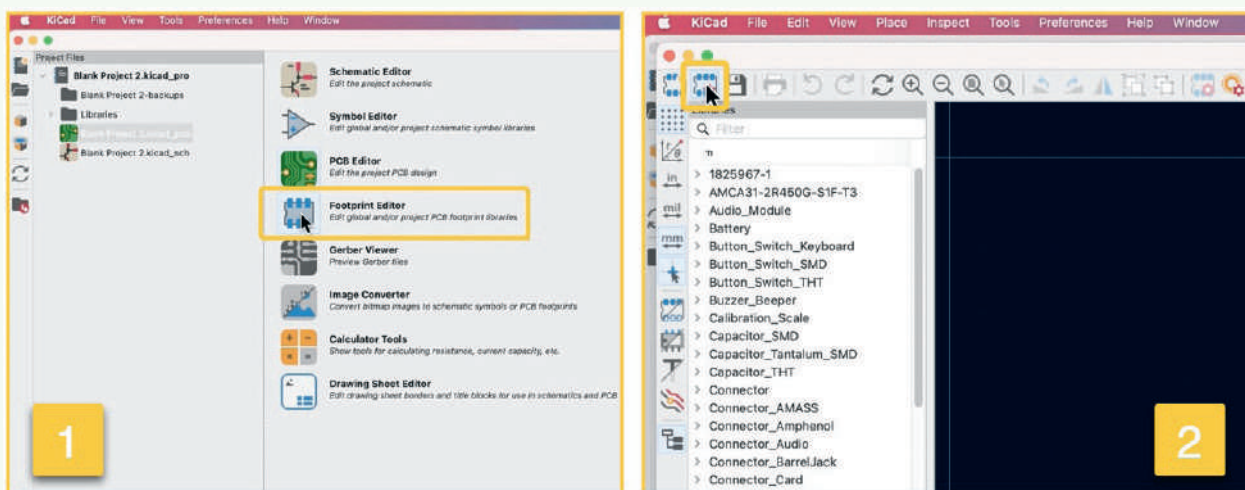 KiCad File View Tools Preferences Help Window
Project Files
Blank Project 2.kicad_pro
Blank Project 2-backups
Libraries
Blank Project 2.kicad_sch
Schematic Editor
Edit the project schematic
Symbol Editor
Edit global and/or project schematic symbol libraries
PCB Editor
Edit the project PCB design
Footprint Editor
Edit global and/or project PCB footprint libraries
Gerber Viewer
Preview Gerber files
Image Converter
Convert bitmap images to schematic symbols or PCB footprints
Calculator Tools
Show tools for calculating resistance, current capacity, etc.
Drawing Sheet Editor
Edit drawing sheet borders and title blocks for use in schematics and PCB
1
KiCad File Edit View Place Inspect Tools Preferences Help Window
Libraries
Filter
in
mil
mm
1825967-1
AMCA31-2R450G-S1F-T3
Audio_Module
Battery
Button_Switch_Keyboard
Button_Switch_SMD
Button_Switch_THT
Buzzer_Beeper
Calibration_Scale
Capacitor_SMD
Capacitor_Tantalum_SMD
Capacitor_THT
Connector
Connector_AMASS
Connector_Amphenol
Connector_Audio
Connector_BarrelJack
Connector_Card
2